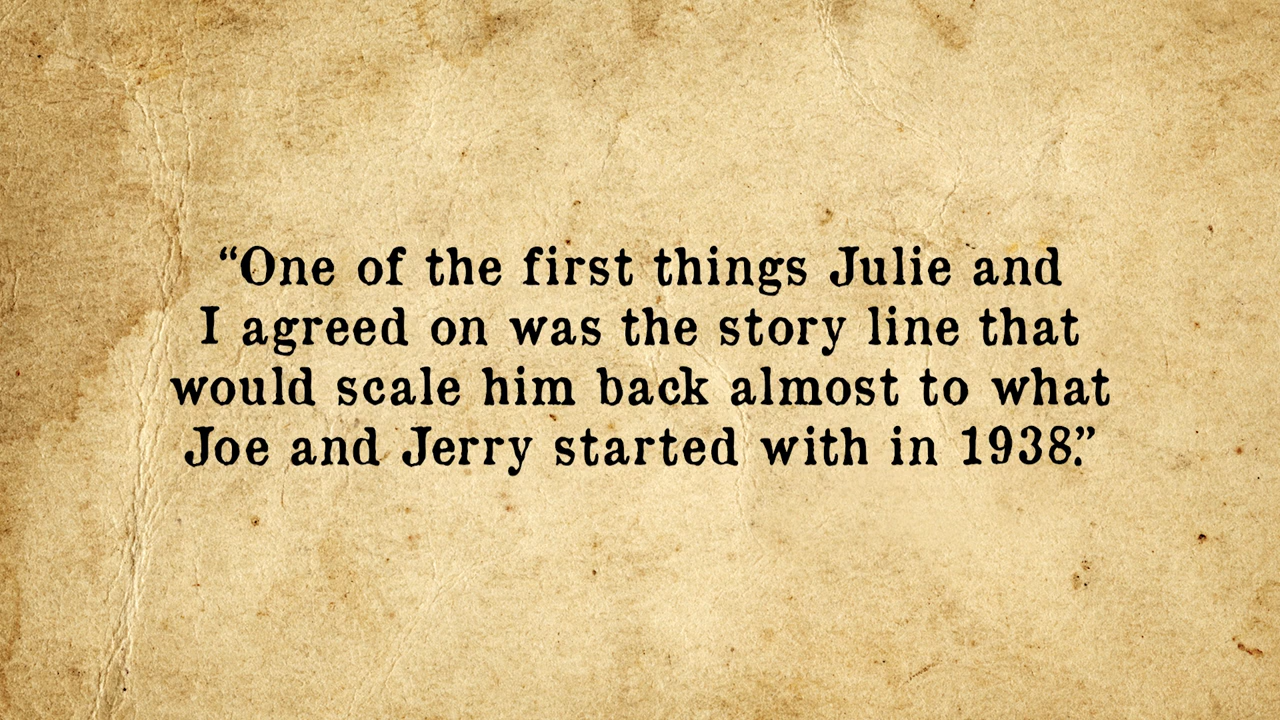 “One of the first things Julie and
I agreed on was the story line that
would scale him back almost to what
Joe and Jerry started with in 1938.”